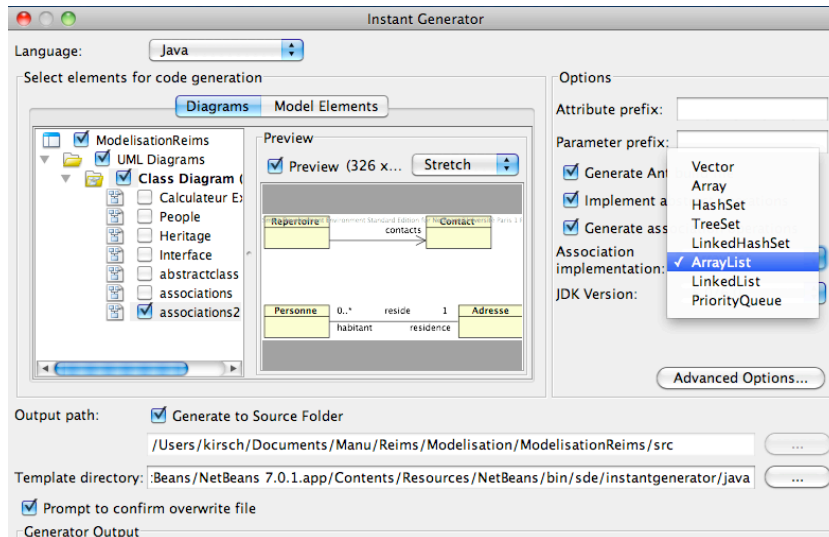 Instant Generator
Language:
Java
Select elements for code generation
Diagrams
Model Elements
ModelisationReims
UML Diagrams
Class Diagram (
Calculateur Ex
People
Heritage
Interface
abstractclass
associations
associations2
Preview
Preview (326 x...
Stretch
Repertoire
contacts
Contact
Personne
0..*
reside
1
Adresse
habitant
residence
Options
Attribute prefix:
Parameter prefix:
Generate Ant
Implement a
Generate ass
Association
implementation:
JDK Version:
Vector
Array
HashSet
TreeSet
LinkedHashSet
✓ ArrayList
LinkedList
PriorityQueue
Advanced Options...
Output path:
Generate to Source Folder
/Users/kirsch/Documents/Manu/Reims/Modelisation/ModelisationReims/src
...
Template directory:
:Beans/NetBeans 7.0.1.app/Contents/Resources/NetBeans/bin/sde/instantgenerator/java
...
Prompt to confirm overwrite file
Generator Output